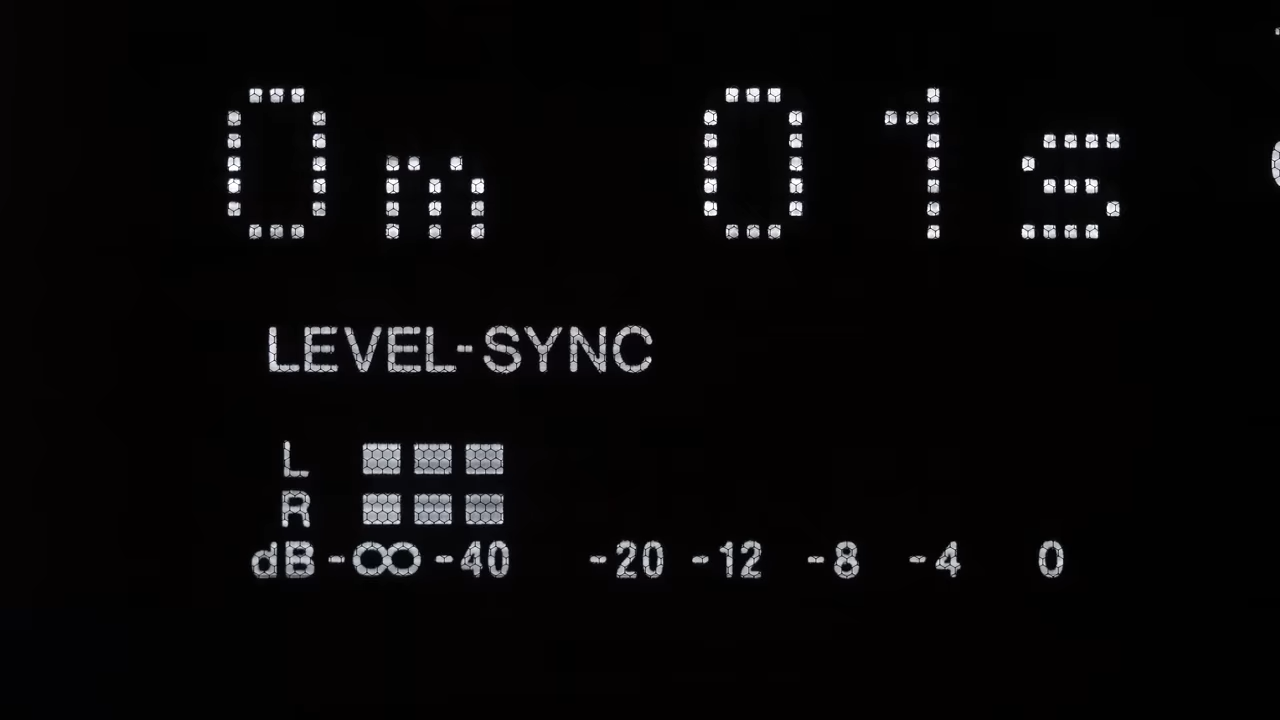 0m 01s
LEVEL-SYNC
L
R
dB -∞ -40 -20 -12 -8 -4 0